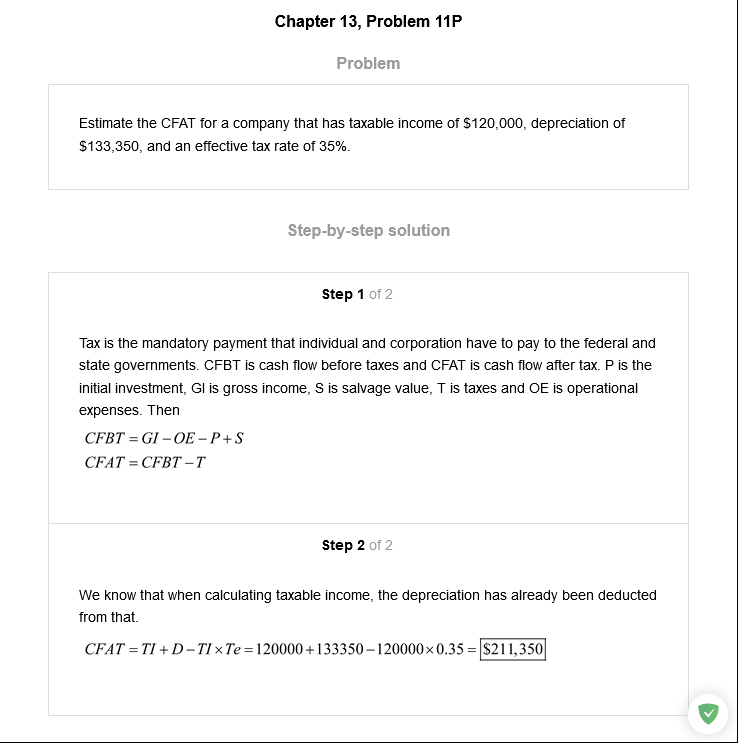 Chapter 13, Problem 11P
Problem
Estimate the CFAT for a company that has taxable income of $120,000, depreciation of
$133,350, and an effective tax rate of 35%.
Step-by-step solution
Step 1 of 2
Tax is the mandatory payment that individual and corporation have to pay to the federal and
state governments. CFBT is cash flow before taxes and CFAT is cash flow after tax. P is the
initial investment, GI is gross income, S is salvage value, T is taxes and OE is operational
expenses. Then
CFBT = GI − OE − P + S
CFAT = CFBT − T
Step 2 of 2
We know that when calculating taxable income, the depreciation has already been deducted
from that.
CFAT = TI + D − TI × Te = 120000 + 133350 − 120000 × 0.35 = $211,350